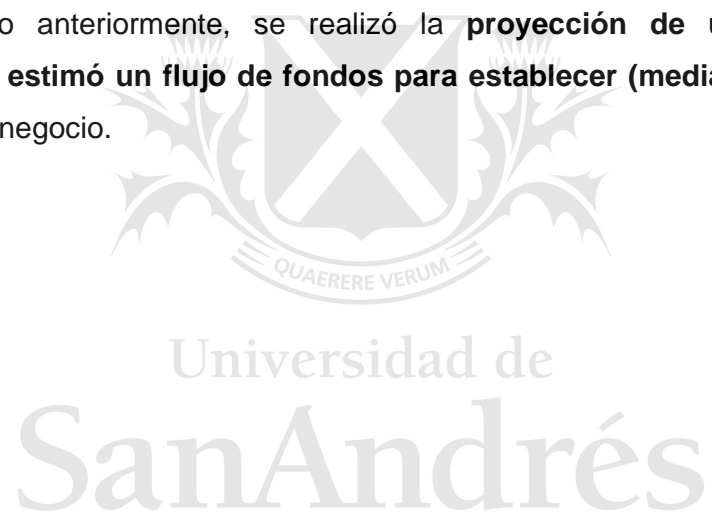 o anteriormente, se realizó la proyección de u
estimó un flujo de fondos para establecer (media
negocio.
QUAERERE VERUM
Universidad de
SanAndrés